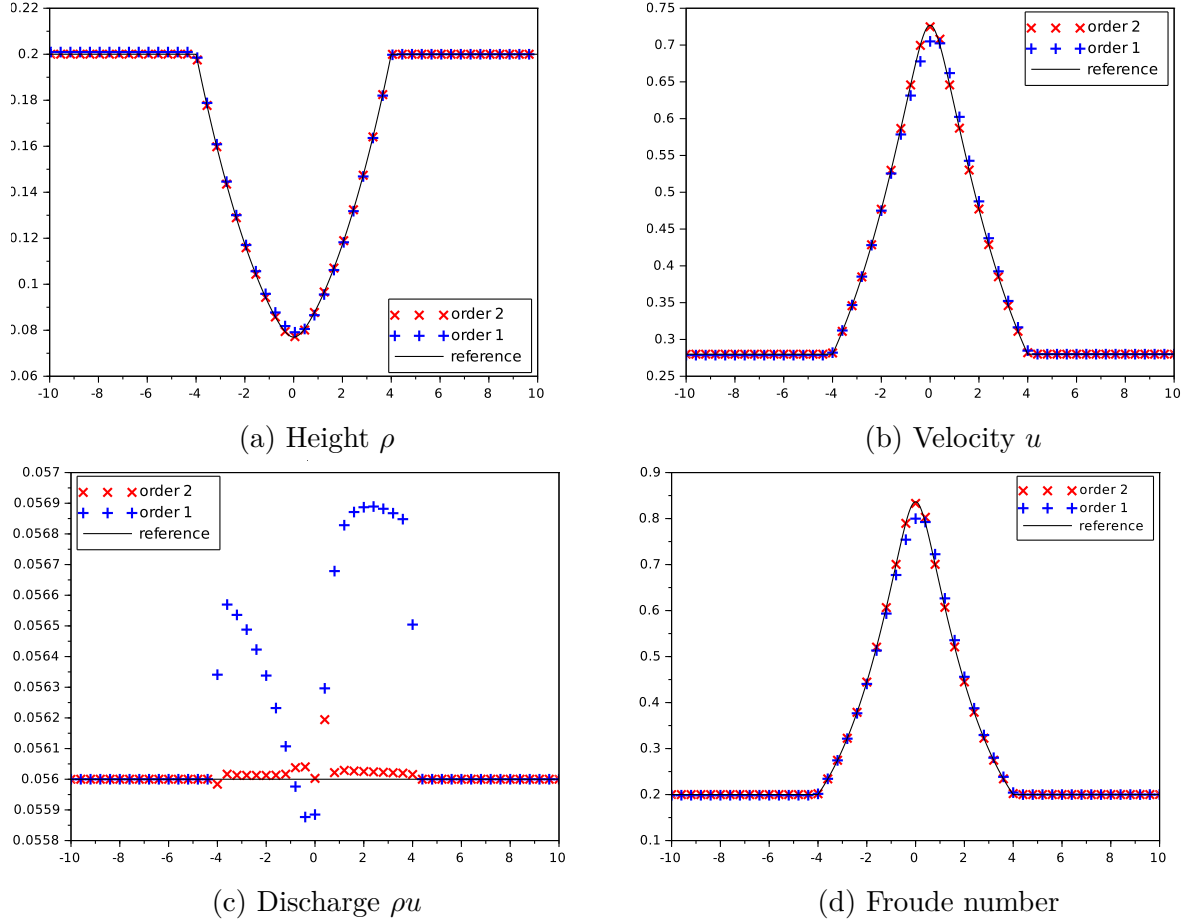 0.22
0.2
0.18
0.16
0.14
0.12
0.1
0.08
0.06
-10 -8 -6 -4 -2 0 2 4 6 8 10
order 2
order 1
reference
(a) Height ρ
0.75
0.7
0.65
0.6
0.55
0.5
0.45
0.4
0.35
0.3
0.25
-10 -8 -6 -4 -2 0 2 4 6 8 10
order 2
order 1
reference
(b) Velocity u
0.057
0.0569
0.0568
0.0567
0.0566
0.0565
0.0564
0.0563
0.0562
0.0561
0.056
0.0559
0.0558
-10 -8 -6 -4 -2 0 2 4 6 8 10
order 2
order 1
reference
(c) Discharge ρu
0.9
0.8
0.7
0.6
0.5
0.4
0.3
0.2
0.1
-10 -8 -6 -4 -2 0 2 4 6 8 10
order 2
order 1
reference
(d) Froude number